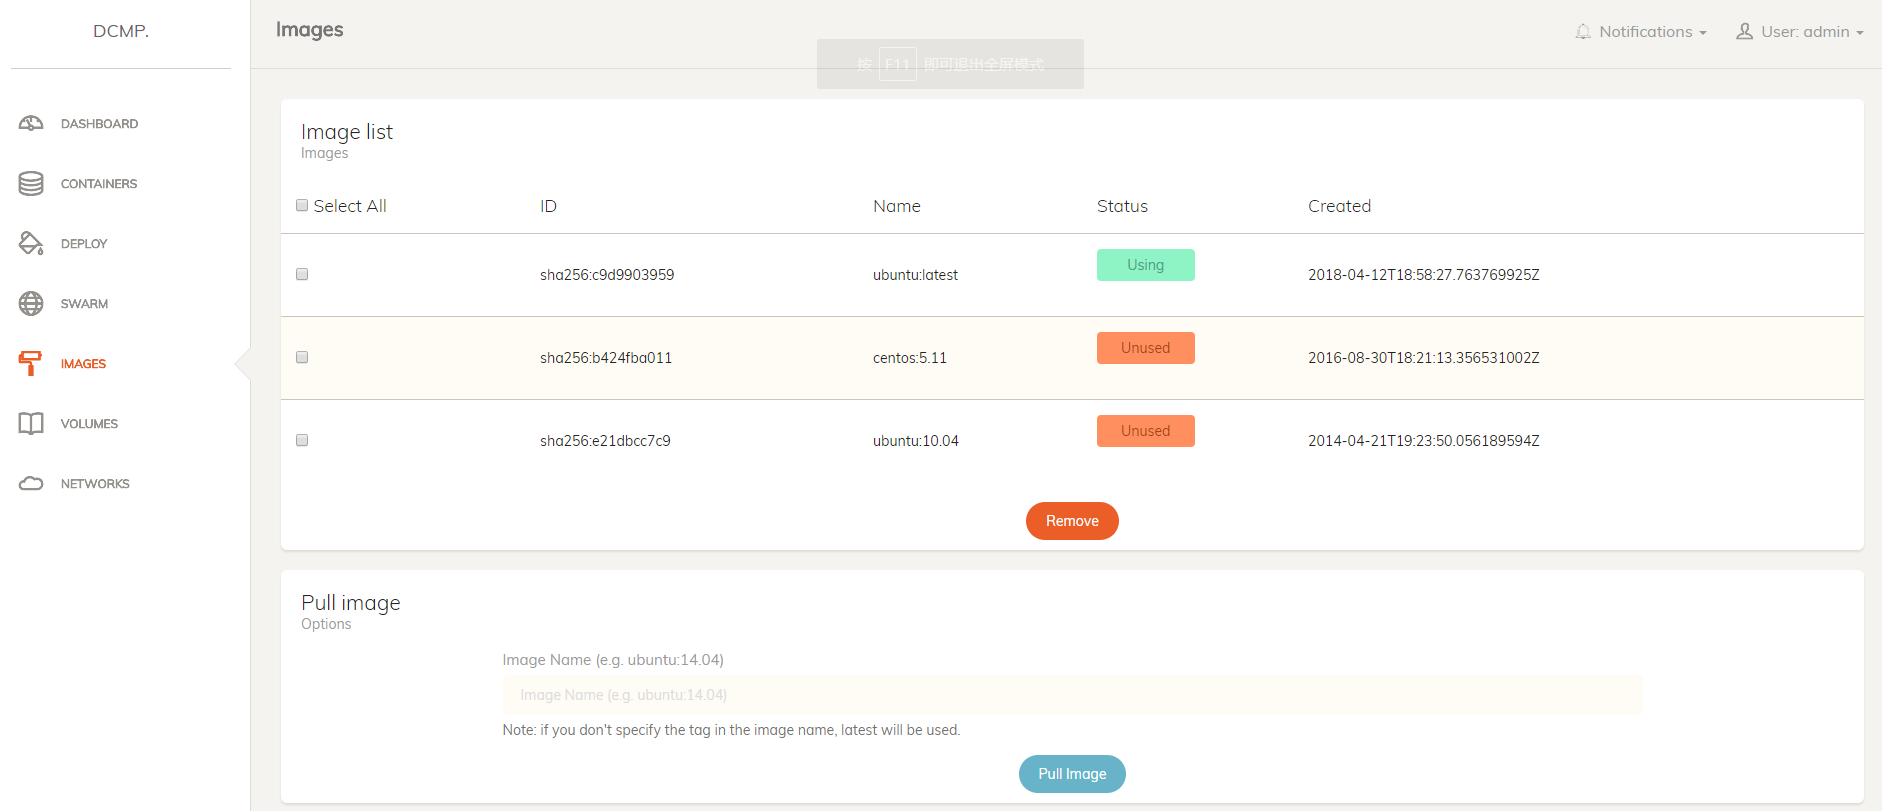 DCMP.
Images
Notifications
User: admin
按 F11 即可退出全屏模式
DASHBOARD
CONTAINERS
DEPLOY
SWARM
IMAGES
VOLUMES
NETWORKS
Image list
Images
Select All ID Name Status Created
sha256:c9d9903959 ubuntu:latest Using 2018-04-12T18:58:27.763769925Z
sha256:b424fba011 centos:5.11 Unused 2016-08-30T18:21:13.356531002Z
sha256:e21dbcc7c9 ubuntu:10.04 Unused 2014-04-21T19:23:50.056189594Z
Remove
Pull image
Options
Image Name (e.g. ubuntu:14.04)
Image Name (e.g. ubuntu:14.04)
Note: if you don't specify the tag in the image name, latest will be used.
Pull Image